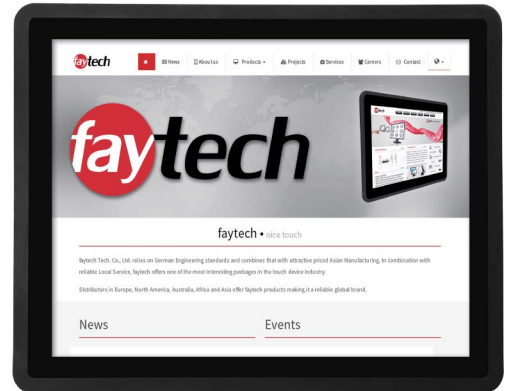 faytech
News
About us
Products
Projects
Services
Careers
Contact
faytech
faytech • nice touch
faytech Tech. Co., Ltd. relies on German Engineering standards and combines that with attractive priced Asian Manufacturing. In combination with
reliable Local Service, faytech offers one of the most interesting packages in the touch device industry.
Distributors in Europe, North America, Australia, Africa and Asia offer faytech products making it a reliable global brand.
News
Events